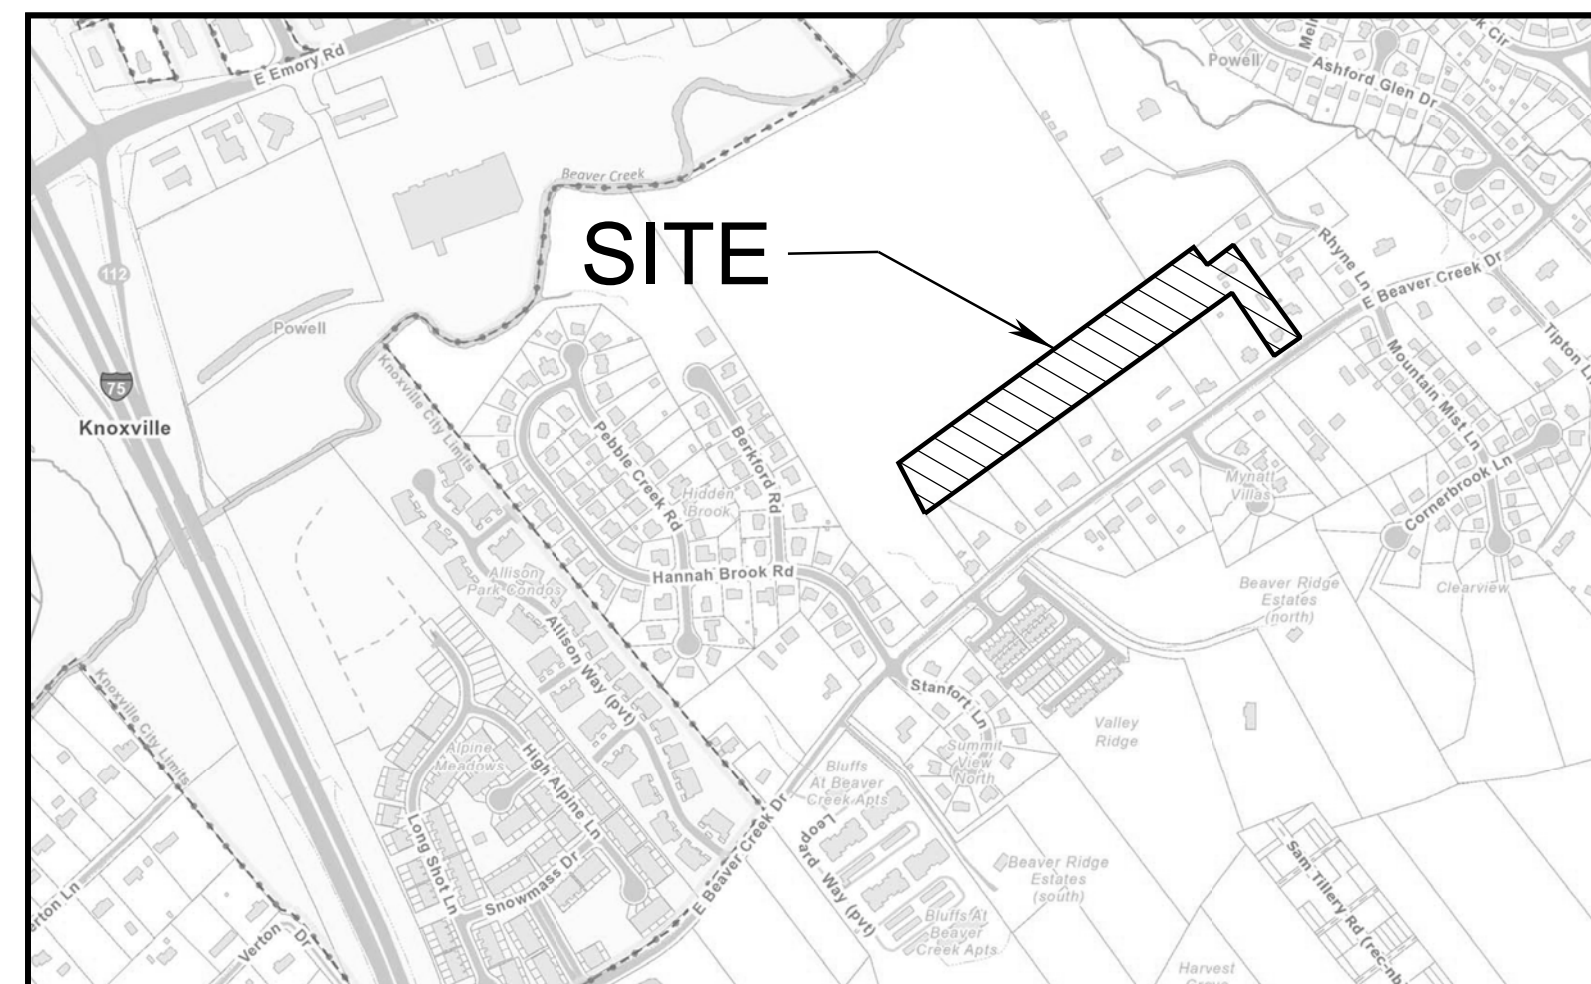 E Emory Rd
Powell
Ashford Glen Dr
k Cir
Beaver Creek
SITE
Rhyne Ln
E Beaver Creek Dr
112
Powell
Tipton Ln
75
Knoxville
Knoxville City Limits
Mountain Mist Ln
Pebble Creek Rd
Berkford Rd
Hidden
Brook
Mynatt
Villas
Cornerbrook Ln
Hannah Brook Rd
Allison
Park Condos
Allison Way (pvt)
Beaver Ridge
Estates
(north)
Clearview
Stanfort Ln
Valley
Ridge
Summit
View
North
Knoxville City Limits
Alpine
Meadows
High Alpine Ln
Long Shot Ln
Snowmass Dr
E Beaver Creek Dr
Bluffs
At Beaver
Creek Apts
Leopard Way (pvt)
Beaver Ridge
Estates
(south)
Bluffs At
Beaver
Creek Apts
Sam Tillery Rd (rec-nb
erton Ln
Verton Dr
Harvest